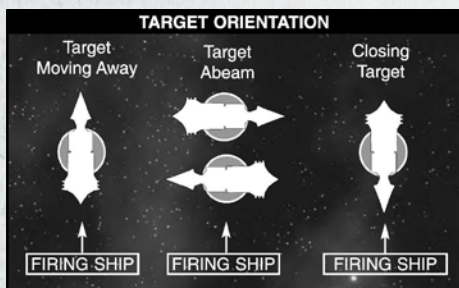 TARGET ORIENTATION
Target
Moving Away
Target
Abeam
Closing
Target
FIRING SHIP
FIRING SHIP
FIRING SHIP